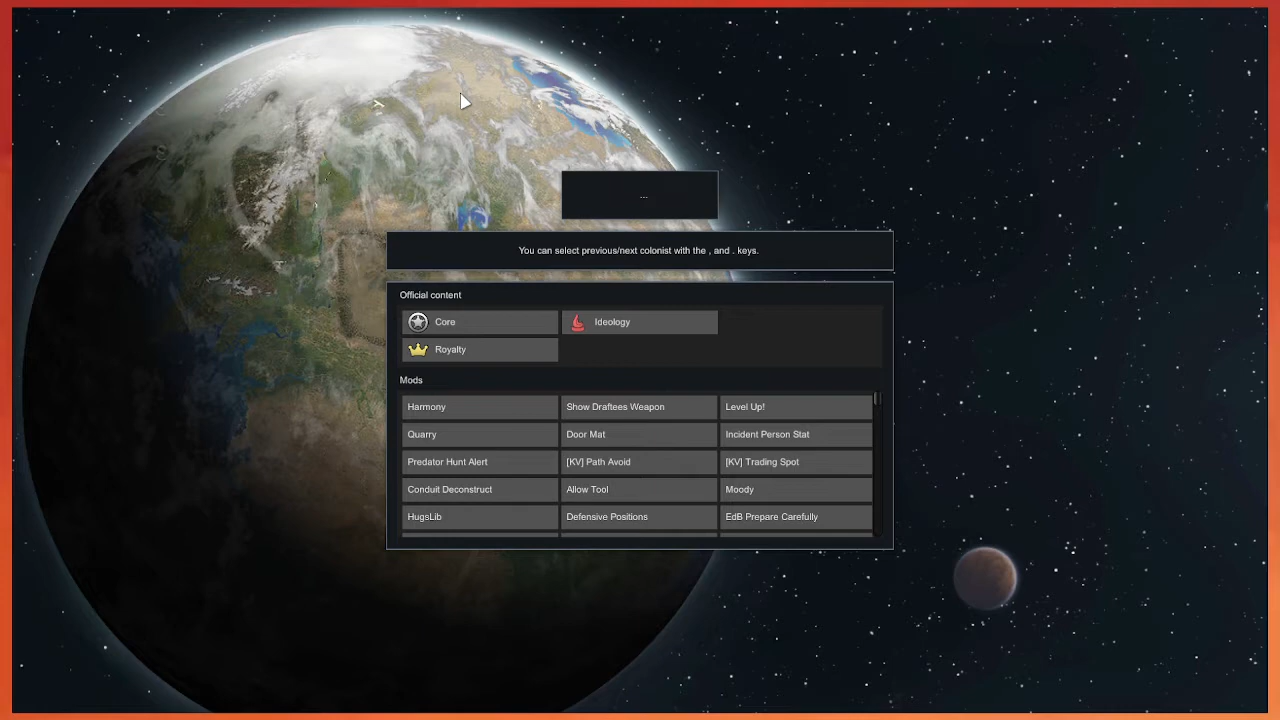 ...
You can select previous/next colonist with the , and . keys.
Official content
Core
Ideology
Royalty
Mods
Harmony
Show Draftees Weapon
Level Up!
Quarry
Door Mat
Incident Person Stat
Predator Hunt Alert
[KV] Path Avoid
[KV] Trading Spot
Conduit Deconstruct
Allow Tool
Moody
HugsLib
Defensive Positions
EdB Prepare Carefully